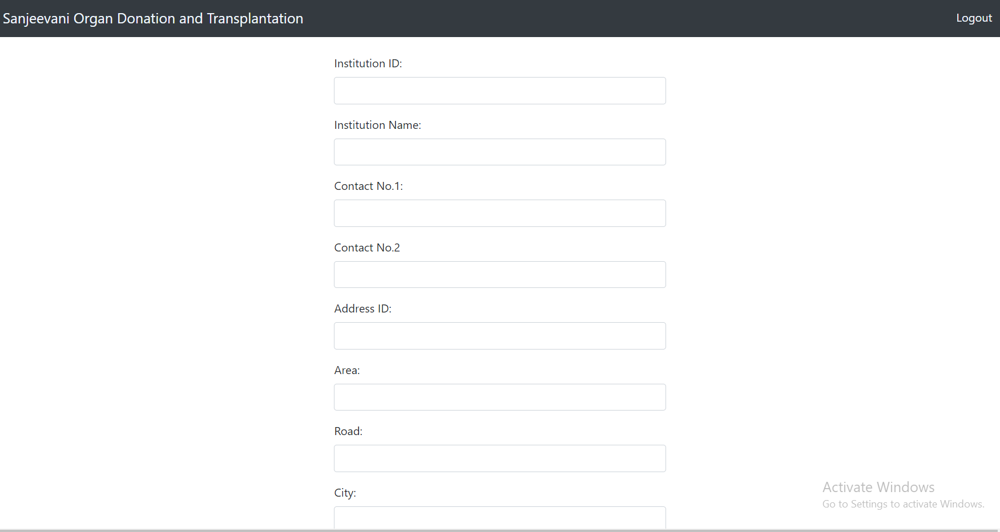 Sanjeevani Organ Donation and Transplantation
Logout
Institution ID:
Institution Name:
Contact No.1:
Contact No.2
Address ID:
Area:
Road:
City:
Activate Windows
Go to Settings to activate Windows.